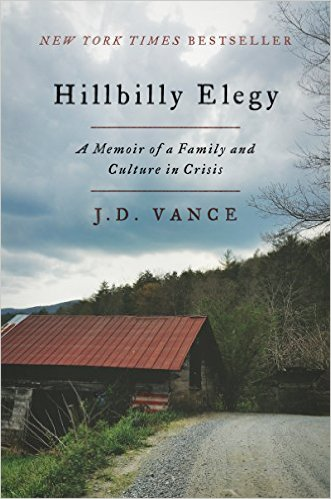 NEW YORK TIMES BESTSELLER
Hillbilly Elegy
A Memoir of a Family and
Culture in Crisis
J.D. VANCE